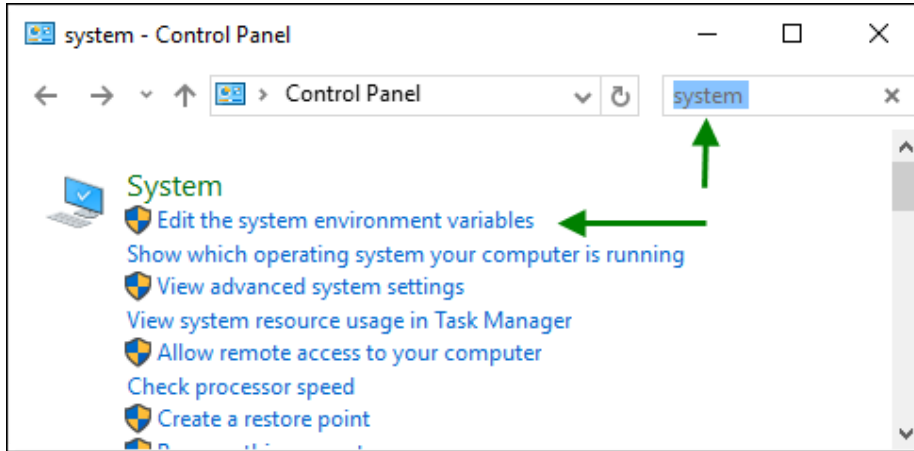 system - Control Panel
Control Panel
system
System
Edit the system environment variables
Show which operating system your computer is running
View advanced system settings
View system resource usage in Task Manager
Allow remote access to your computer
Check processor speed
Create a restore point